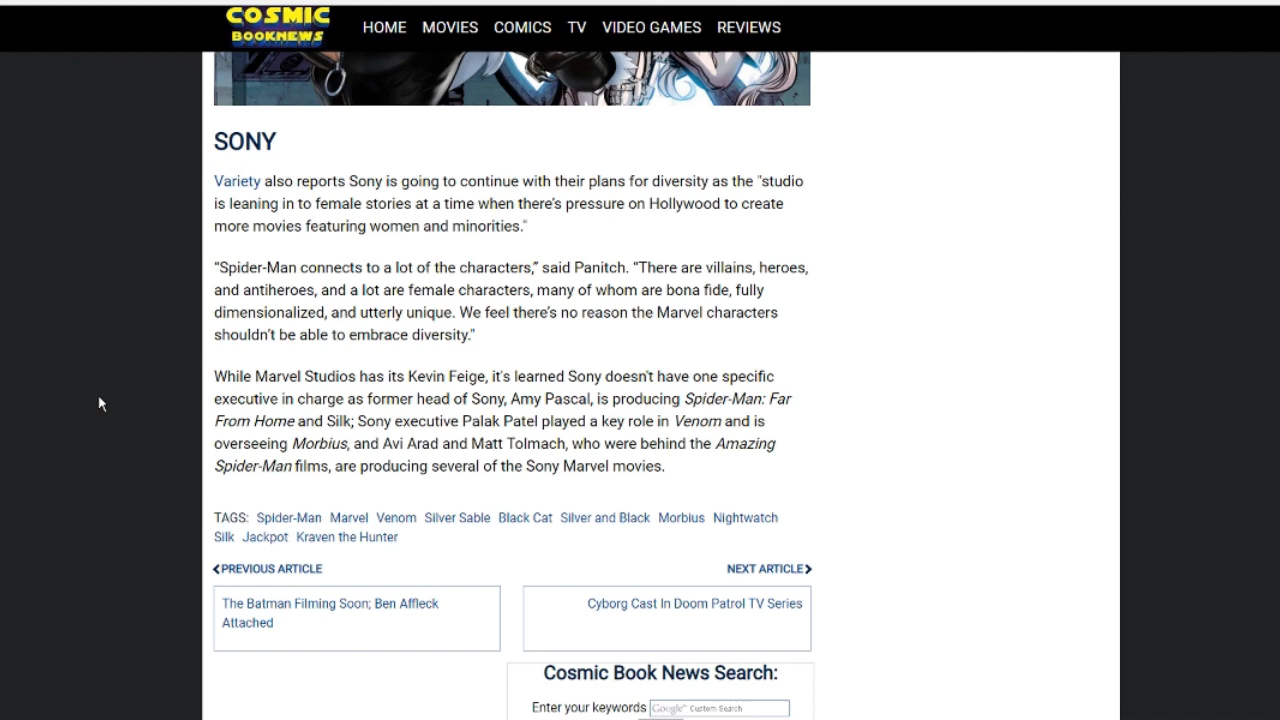 COSMIC
BOOKNEWS
HOME MOVIES COMICS TV VIDEO GAMES REVIEWS
SONY
Variety also reports Sony is going to continue with their plans for diversity as the "studio
is leaning in to female stories at a time when there’s pressure on Hollywood to create
more movies featuring women and minorities."
“Spider-Man connects to a lot of the characters,” said Panitch. “There are villains, heroes,
and antiheroes, and a lot are female characters, many of whom are bona fide, fully
dimensionalized, and utterly unique. We feel there’s no reason the Marvel characters
shouldn’t be able to embrace diversity."
While Marvel Studios has its Kevin Feige, it's learned Sony doesn't have one specific
executive in charge as former head of Sony, Amy Pascal, is producing Spider-Man: Far
From Home and Silk; Sony executive Palak Patel played a key role in Venom and is
overseeing Morbius, and Avi Arad and Matt Tolmach, who were behind the Amazing
Spider-Man films, are producing several of the Sony Marvel movies.
TAGS: Spider-Man Marvel Venom Silver Sable Black Cat Silver and Black Morbius Nightwatch
Silk Jackpot Kraven the Hunter
PREVIOUS ARTICLE
NEXT ARTICLE
The Batman Filming Soon; Ben Affleck
Attached
Cyborg Cast In Doom Patrol TV Series
Cosmic Book News Search:
Enter your keywords Google™ Custom Search